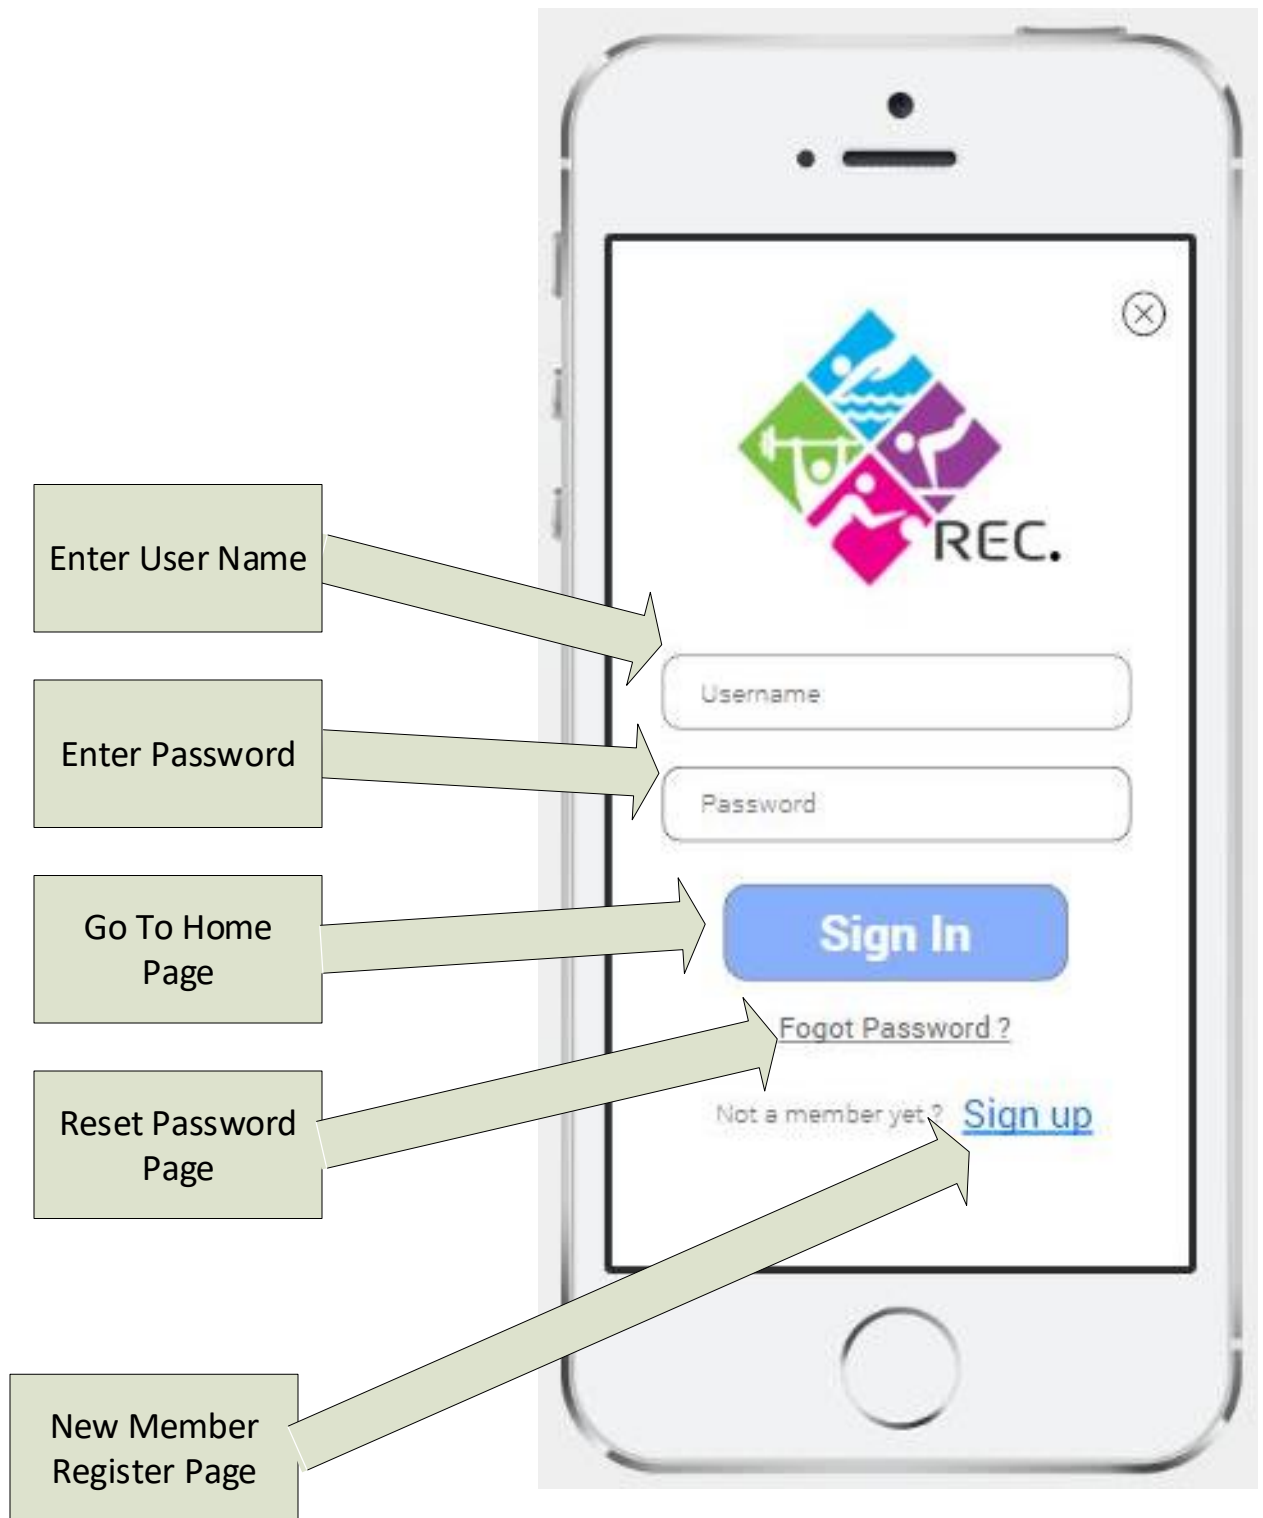 REC.
Enter User Name
Username
Enter Password
Password
Go To Home
Page
Sign In
Reset Password
Page
Fogot Password ?
Not a member yet ? Sign up
New Member
Register Page